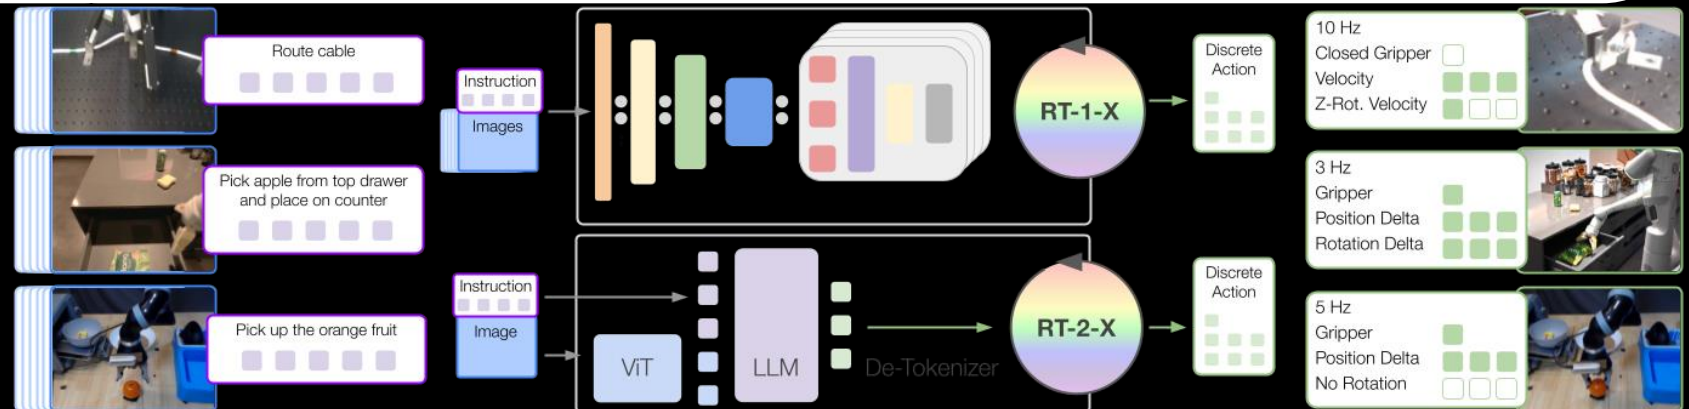 Route cable
Pick apple from top drawer
and place on counter
Pick up the orange fruit
Instruction
Images
RT-1-X
Discrete
Action
Instruction
Image
ViT
LLM
De-Tokenizer
RT-2-X
Discrete
Action
10 Hz
Closed Gripper
Velocity
Z-Rot. Velocity
3 Hz
Gripper
Position Delta
Rotation Delta
5 Hz
Gripper
Position Delta
No Rotation